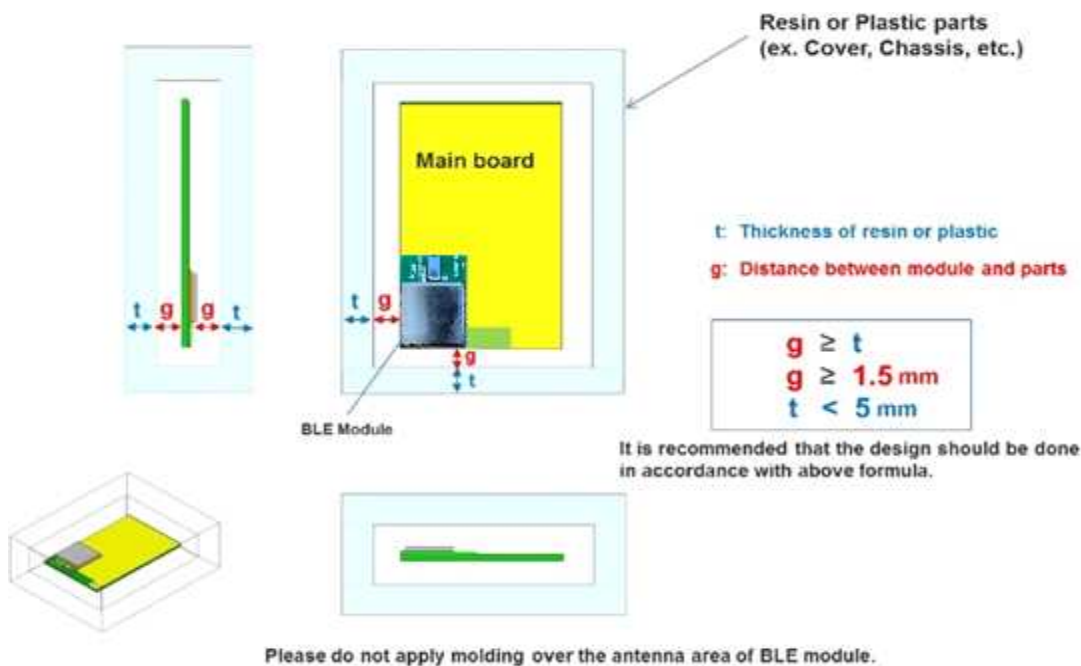 Resin or Plastic parts
(ex. Cover, Chassis, etc.)
Main board
t: Thickness of resin or plastic
g: Distance between module and parts
t g g t
t g
g
t
g ≥ t
g ≥ 1.5 mm
t < 5 mm
BLE Module
It is recommended that the design should be done
in accordance with above formula.
Please do not apply molding over the antenna area of BLE module.